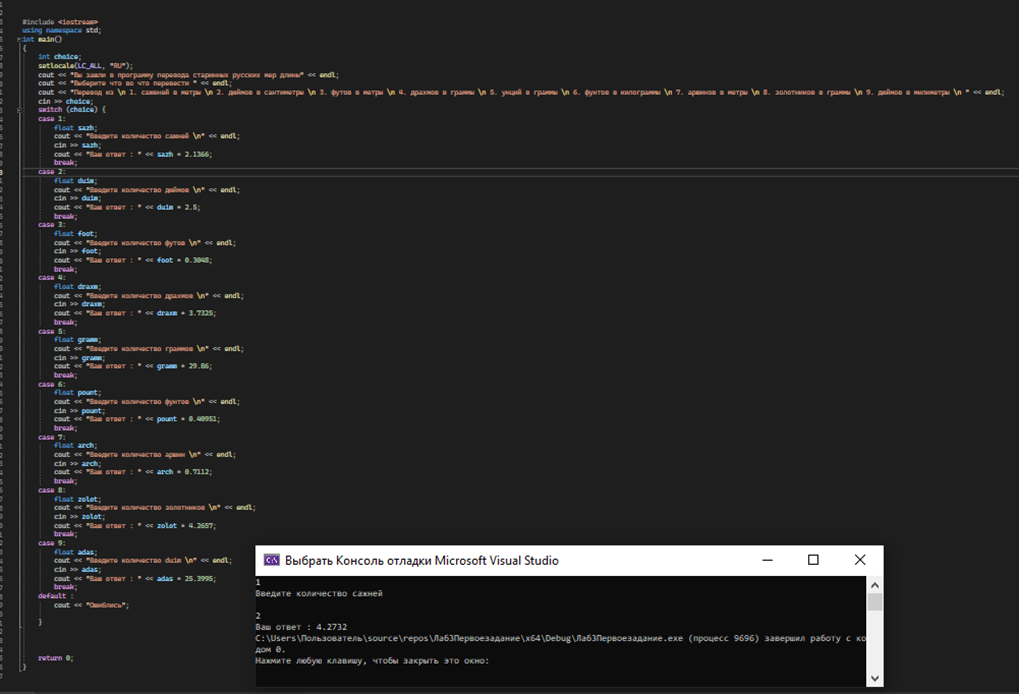 #include <iostream>
using namespace std;
int main()
{
int choice;
setlocale(LC_ALL, "RU");
cout << "Вы зашли в программу перевода старинных русских мер длины" << endl;
cout << "Выберите что во что перевести " << endl;
cout << "Перевод из \n 1. саженей в метры \n 2. дюймов в сантиметры \n 3. футов в метры \n 4. драхмов в граммы \n 5. унций в граммы \n 6. фунтов в килограммы \n 7. аршинов в метры \n 8. золотников в граммы \n 9. дюймов в милиметры \n " << endl;
cin >> choice;
switch (choice) {
case 1:
float sazh;
cout << "Введите количество сажней \n" << endl;
cin >> sazh;
cout << "Ваш ответ : " << sazh * 2.1366;
break;
case 2:
float duim;
cout << "Введите количество дюймов \n" << endl;
cin >> duim;
cout << "Ваш ответ : " << duim * 2.5;
break;
case 3:
float foot;
cout << "Введите количество футов \n" << endl;
cin >> foot;
cout << "Ваш ответ : " << foot * 0.3048;
break;
case 4:
float draxm;
cout << "Введите количество драхмов \n" << endl;
cin >> draxm;
cout << "Ваш ответ : " << draxm * 3.7325;
break;
case 5:
float gramm;
cout << "Введите количество граммов \n" << endl;
cin >> gramm;
cout << "Ваш ответ : " << gramm * 29.86;
break;
case 6:
float pount;
cout << "Введите количество фунтов \n" << endl;
cin >> pount;
cout << "Ваш ответ : " << pount * 0.40951;
break;
case 7:
float arch;
cout << "Введите количество аршин \n" << endl;
cin >> arch;
cout << "Ваш ответ : " << arch * 0.7112;
break;
case 8:
float zolot;
cout << "Введите количество золотников \n" << endl;
cin >> zolot;
cout << "Ваш ответ : " << zolot * 4.2657;
break;
case 9:
float adas;
cout << "Введите количество duim \n" << endl;
cin >> adas;
cout << "Ваш ответ : " << adas * 25.3995;
break;
default :
cout << "Ошиблись";
}
return 0;
}
Выбрать Консоль отладки Microsoft Visual Studio
1
Введите количество сажней
2
Ваш ответ : 4.2732
C:\Users\Пользователь\source\repos\Лаб3Первоезадание\x64\Debug\Лаб3Первоезадание.exe (процесс 9696) завершил работу с ко
дом 0.
Нажмите любую клавишу, чтобы закрыть это окно: